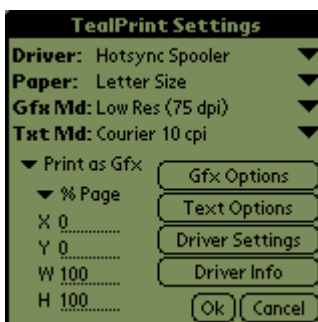 TealPrint Settings
Driver: Hotsync Spooler
Paper: Letter Size
Gfx Md: Low Res (75 dpi)
Txt Md: Courier 10 cpi
Print as Gfx
% Page
X 0
Y 0
W 100
H 100
Gfx Options
Text Options
Driver Settings
Driver Info
Ok Cancel